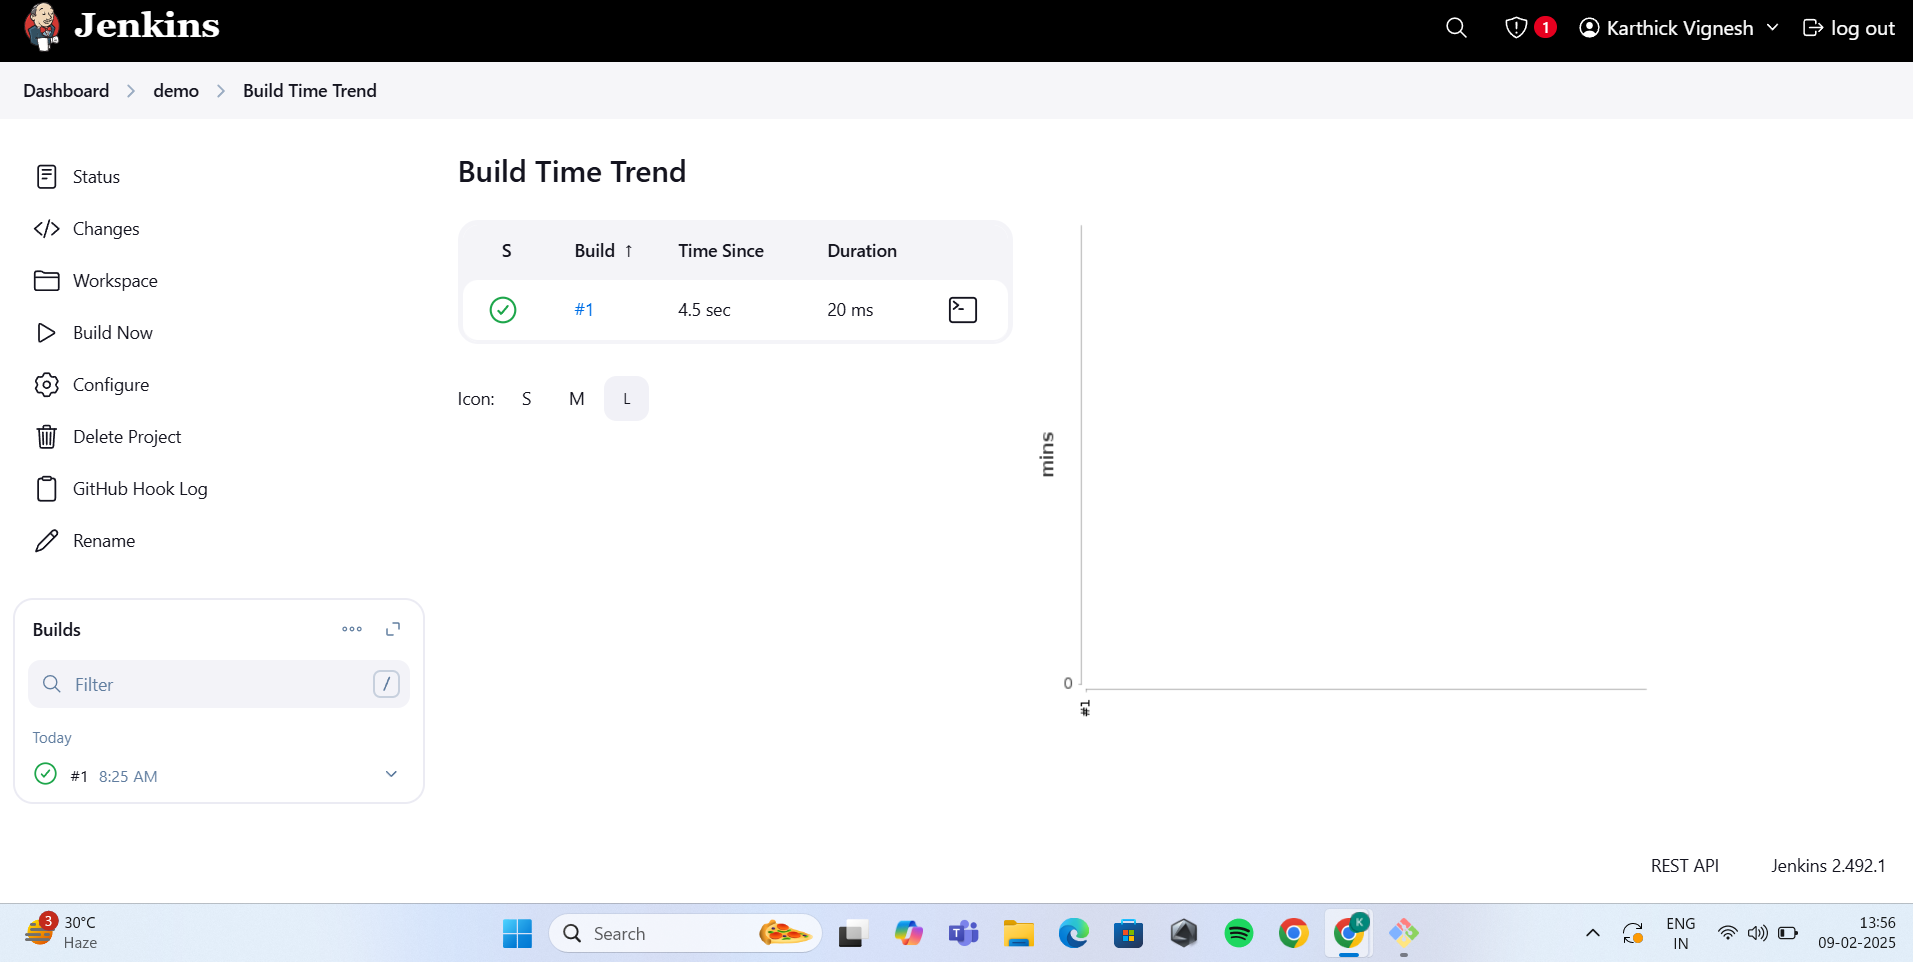 Jenkins
1
Karthick Vignesh
log out
Dashboard
demo
Build Time Trend
Status
Changes
Workspace
Build Now
Configure
Delete Project
GitHub Hook Log
Rename
Builds
Filter
/
Today
#1 8:25 AM
Build Time Trend
S Build ↑ Time Since Duration
#1 4.5 sec 20 ms
Icon: S M L
mins
0
#1
REST API
Jenkins 2.492.1
3
30°C
Haze
Search
T
K
ENG
IN
13:56
09-02-2025